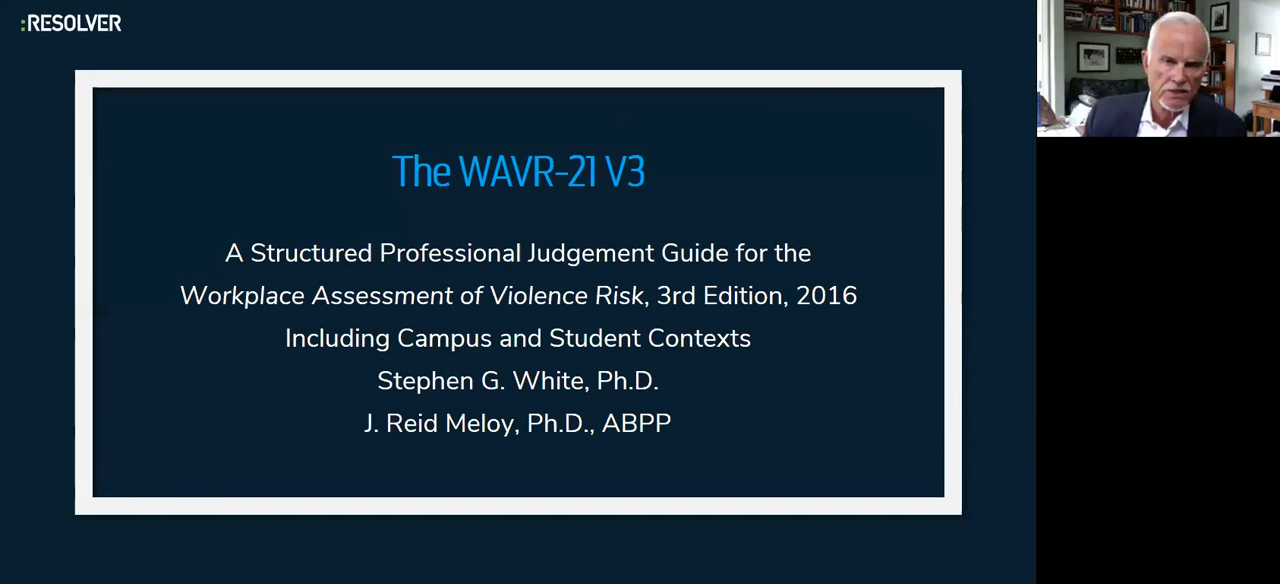 :RESOLVER
The WAVR-21 V3
A Structured Professional Judgement Guide for the
Workplace Assessment of Violence Risk, 3rd Edition, 2016
Including Campus and Student Contexts
Stephen G. White, Ph.D.
J. Reid Meloy, Ph.D., ABPP